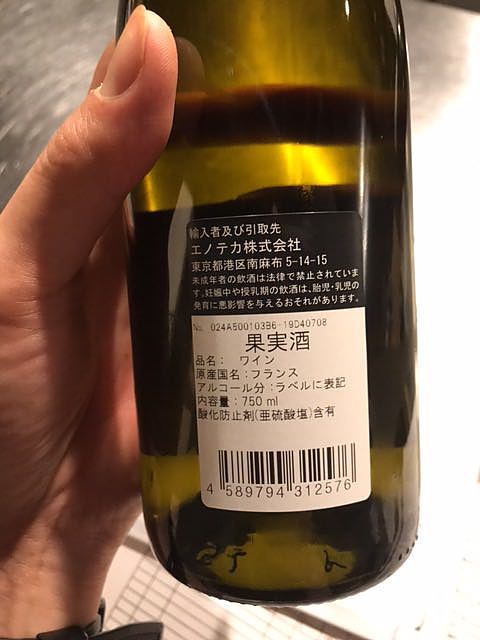 輸入者及び引取先
エノテカ株式会社
東京都港区南麻布 5-14-15
未成年者の飲酒は法律で禁止されていま
す。妊娠中や授乳期の飲酒は、胎児・乳児の
発育に悪影響を与えるおそれがあります。
No. 024A500103B6-19D40708
果実酒
品名： ワイン
原産国名：フランス
アルコール分：ラベルに表記
内容量：750 ml
酸化防止剤(亜硫酸塩)含有
4 589794 312576